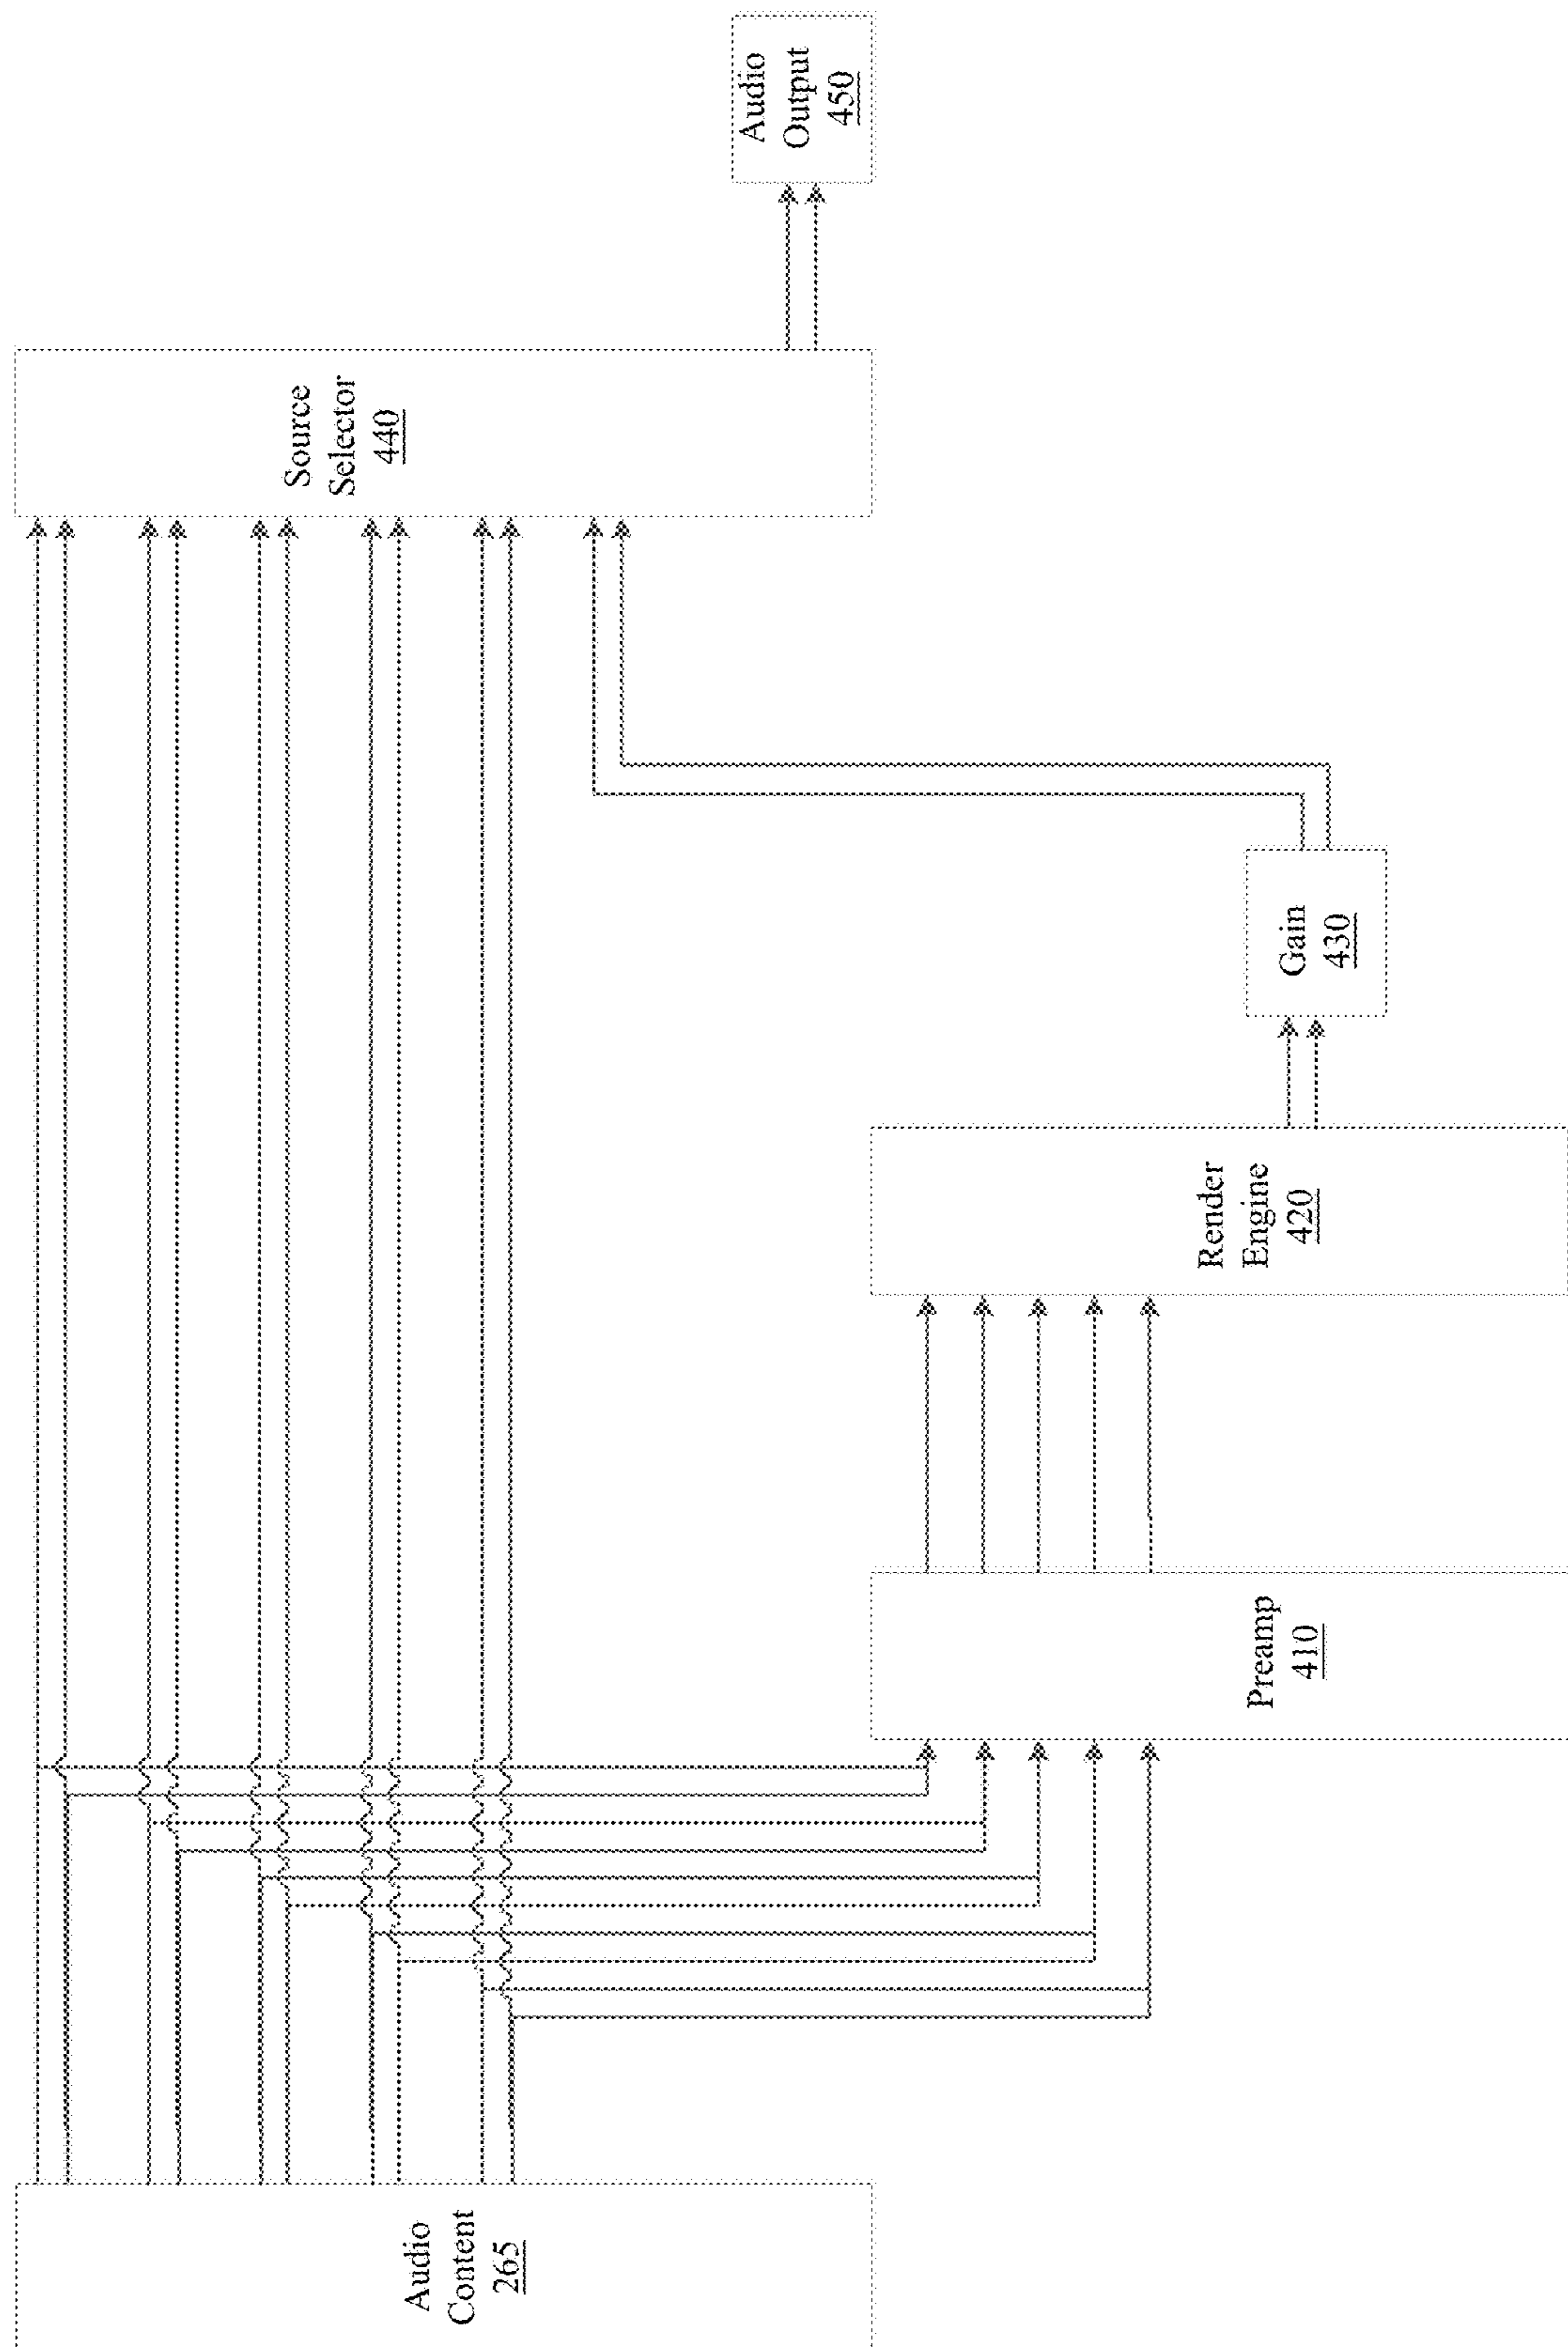 Audio
Content
265
Preamp
410
Render
Engine
420
Gain
430
Source
Selector
440
Audio
Output
450